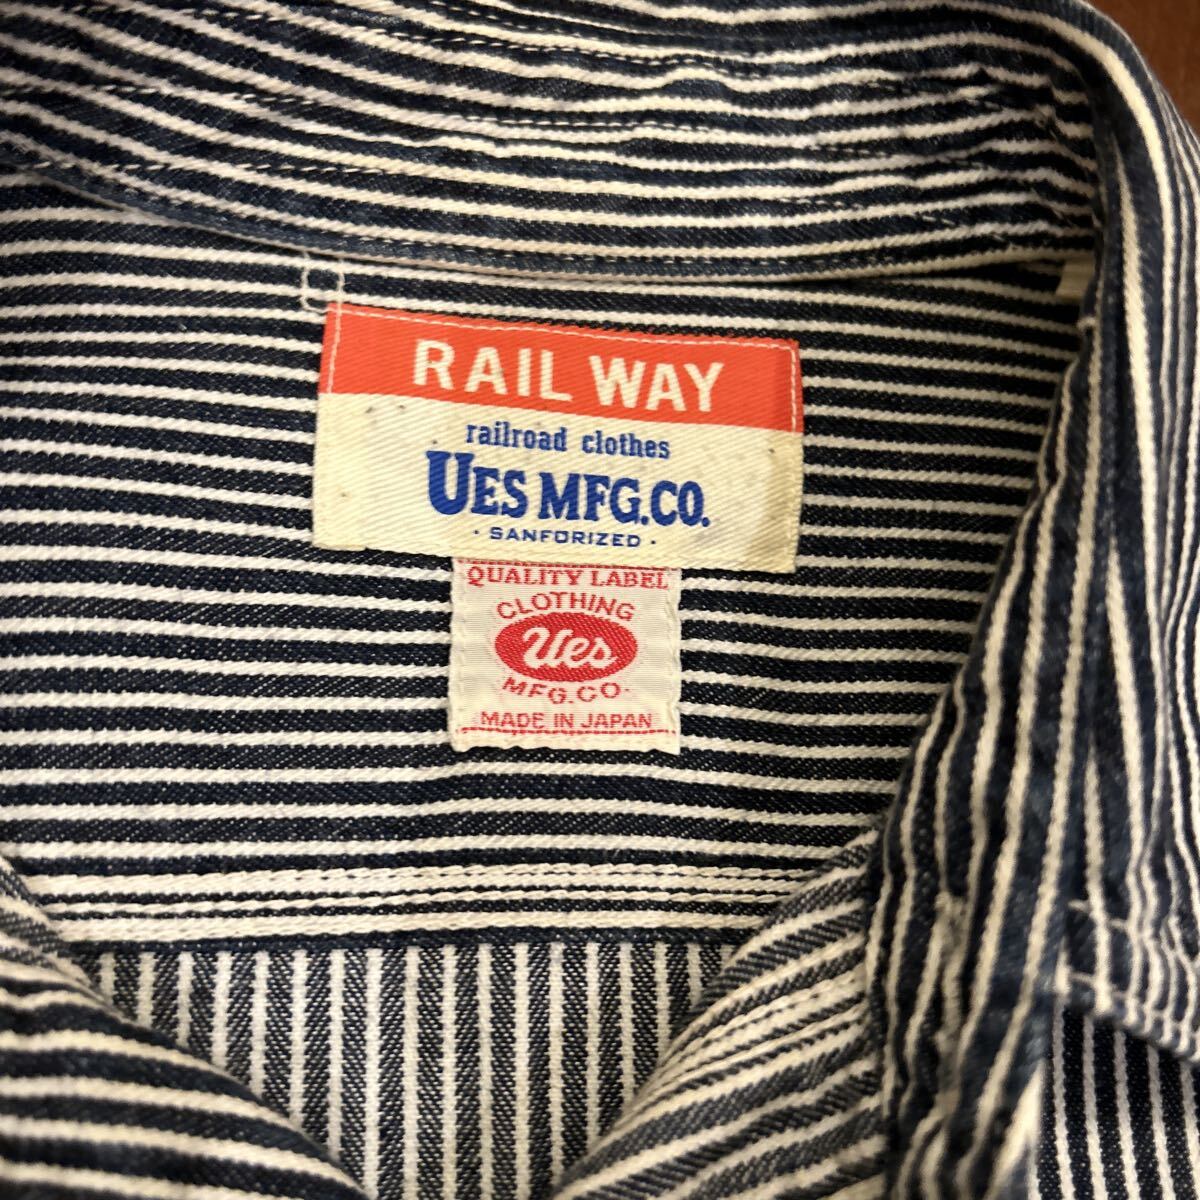 RAIL WAY
railroad clothes
UES MFG.CO.
· SANFORIZED ·
QUALITY LABEL
CLOTHING
Ues
MFG.CO.
MADE IN JAPAN